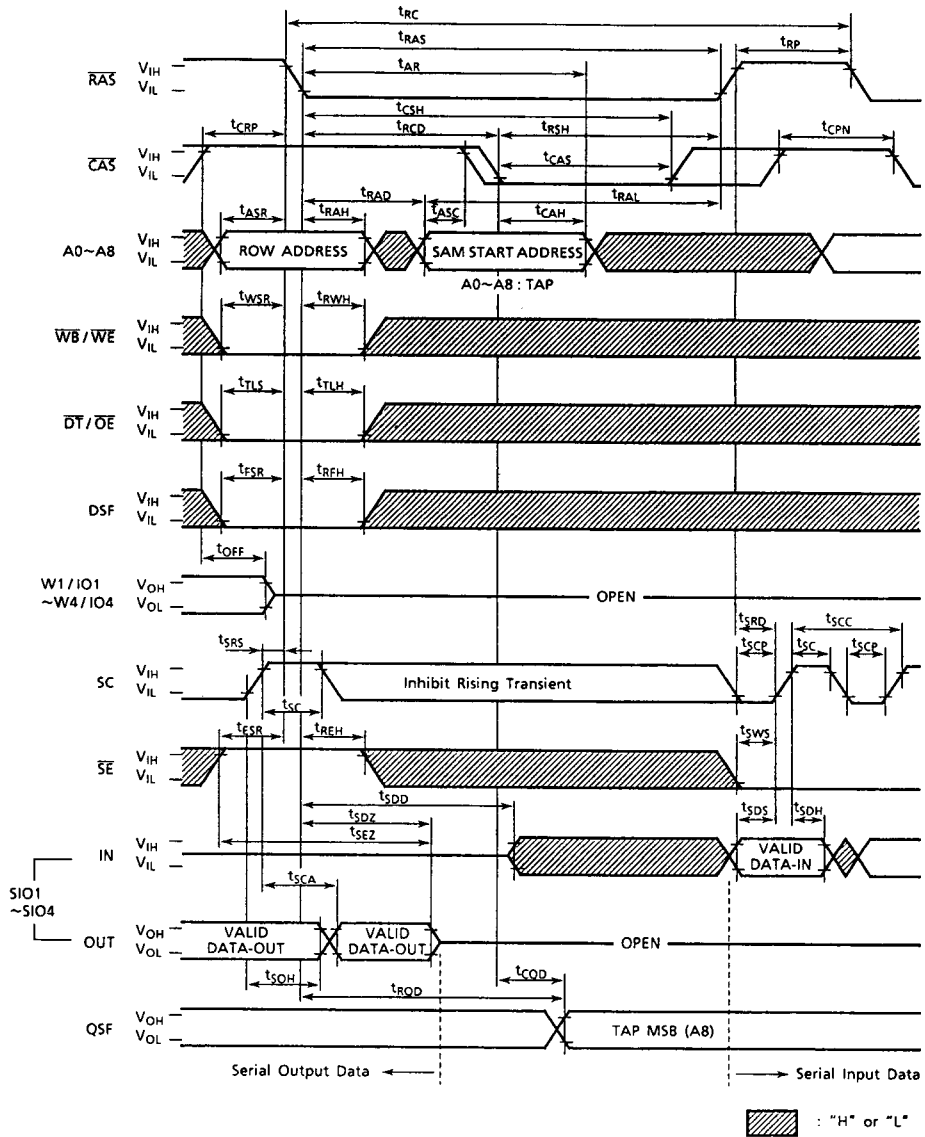 tRC
tRAS
tRP
tAR
RAS
VIH
VIL
tCSH
tCRP
tRCD
tRSH
tCPN
CAS
VIH
VIL
tCAS
tRAD
tRAL
tASR
tRAH
tASC
tCAH
A0~A8
VIH
VIL
ROW ADDRESS
SAM START ADDRESS
A0~A8 : TAP
tWSR
tRWH
WB/WE
VIH
VIL
tTLS
tTLH
DT/OE
VIH
VIL
tFSR
tRFH
DSF
VIH
VIL
tOFF
W1/IO1
~W4/IO4
VOH
VOL
OPEN
tSRD
tSCC
tSRS
tSCP
tSC
tSCP
SC
VIH
VIL
Inhibit Rising Transient
tSC
tESR
tREH
tSWS
SE
VIH
VIL
tSDD
tSDZ
tSEZ
tSDS
tSDH
IN
VIH
VIL
VALID
DATA-IN
tSCA
SIO1
~SIO4
OUT
VOH
VOL
VALID
DATA-OUT
VALID
DATA-OUT
OPEN
tSOH
tCQD
tRQD
QSF
VOH
VOL
TAP MSB (A8)
Serial Output Data
Serial Input Data
: "H" or "L"